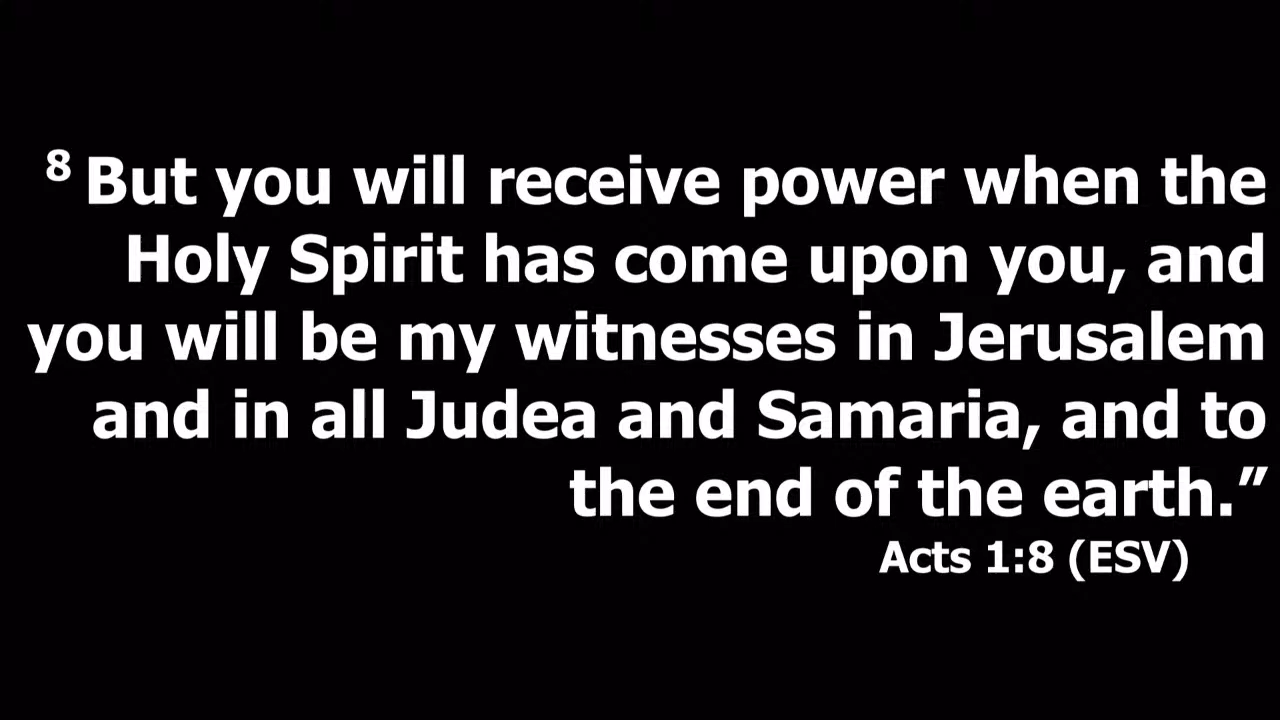 8 But you will receive power when the
Holy Spirit has come upon you, and
you will be my witnesses in Jerusalem
and in all Judea and Samaria, and to
the end of the earth.”
Acts 1:8 (ESV)